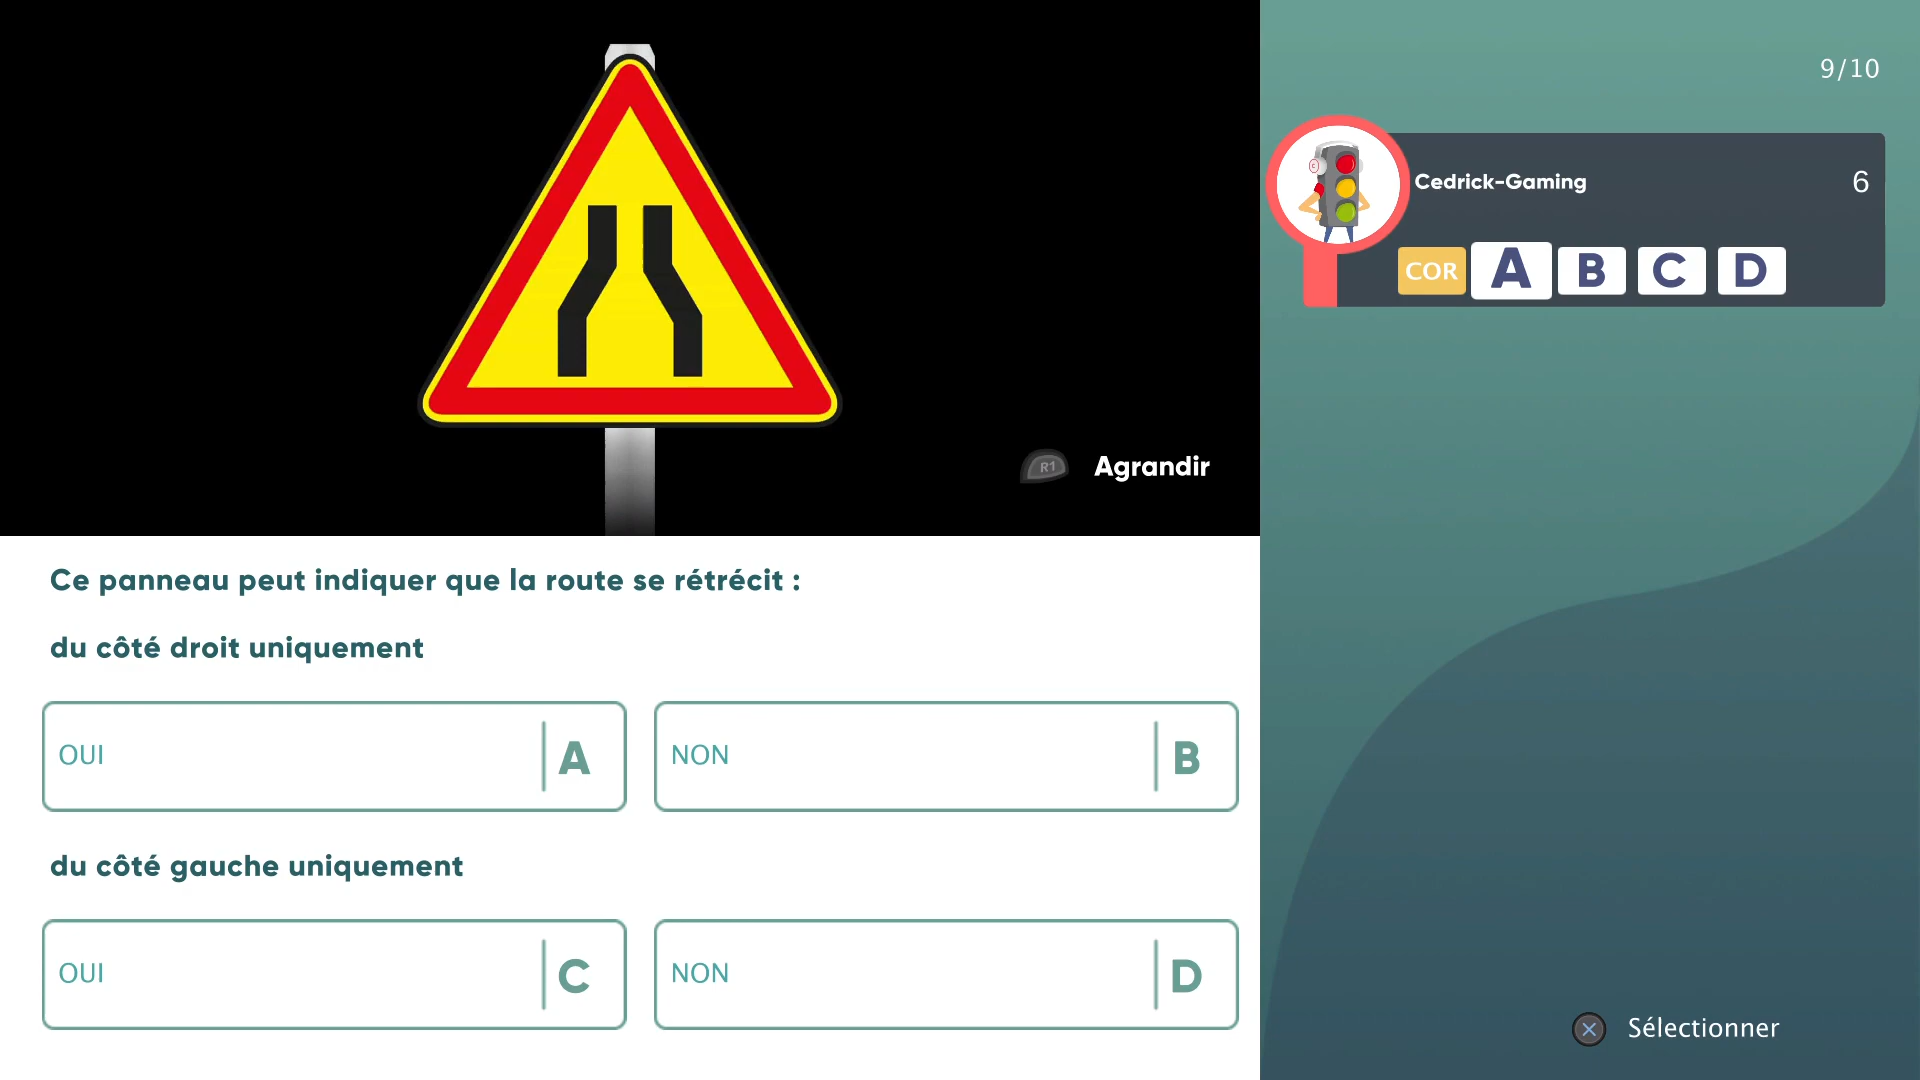 R1 Agrandir
Ce panneau peut indiquer que la route se rétrécit :
du côté droit uniquement
OUI A
NON B
du côté gauche uniquement
OUI C
NON D
9/10
Cedrick-Gaming 6
COR A B C D
Sélectionner